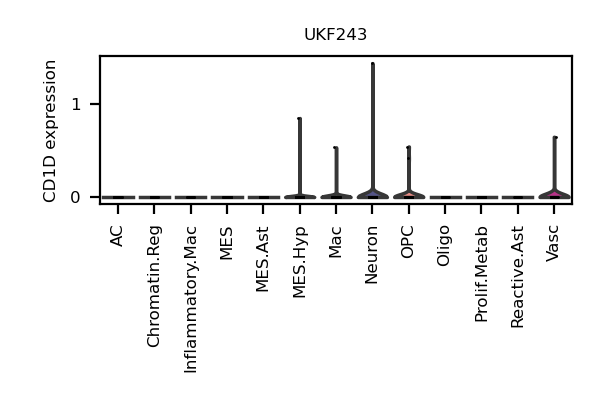 UKF243
CD1D expression
1
0
AC
Chromatin.Reg
Inflammatory.Mac
MES
MES.Ast
MES.Hyp
Mac
Neuron
OPC
Oligo
Prolif.Metab
Reactive.Ast
Vasc